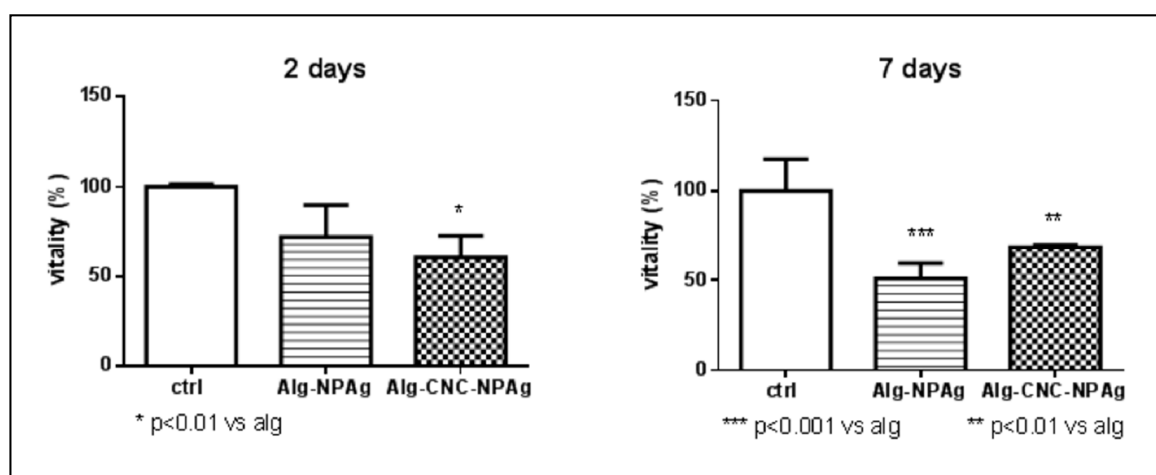 2 days
150
100
50
0
vitality (%)
*
ctrl
Alg-NPAg
Alg-CNC-NPAg
* p<0.01 vs alg
7 days
150
100
50
0
vitality (%)
***
**
ctrl
Alg-NPAg
Alg-CNC-NPAg
*** p<0.001 vs alg
** p<0.01 vs alg